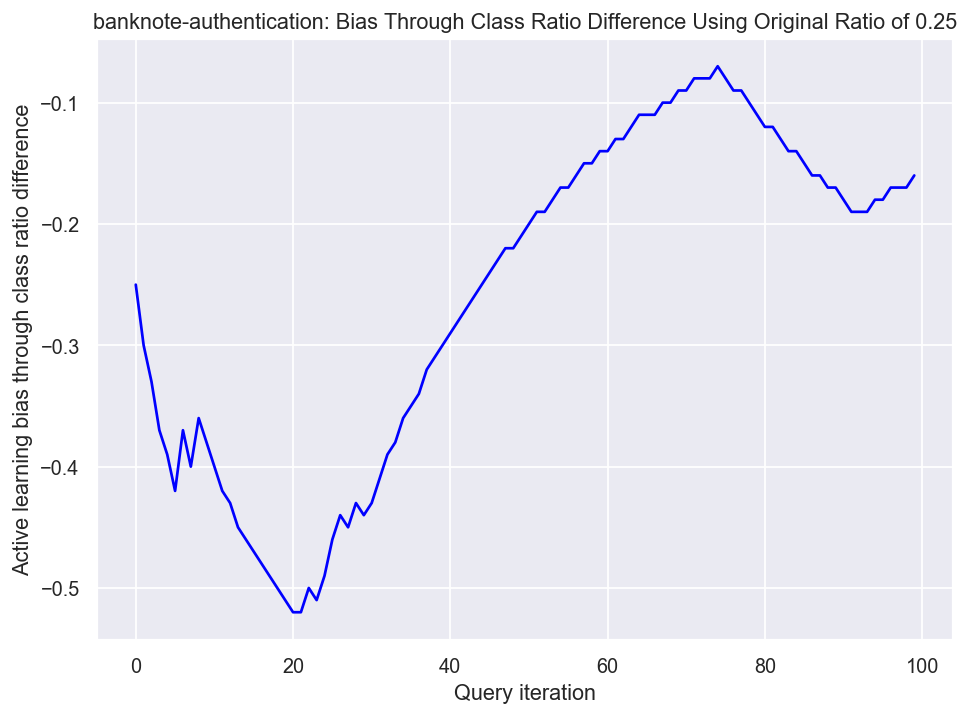 banknote-authentication: Bias Through Class Ratio Difference Using Original Ratio of 0.25
Active learning bias through class ratio difference
−0.1
−0.2
−0.3
−0.4
−0.5
0 20 40 60 80 100
Query iteration